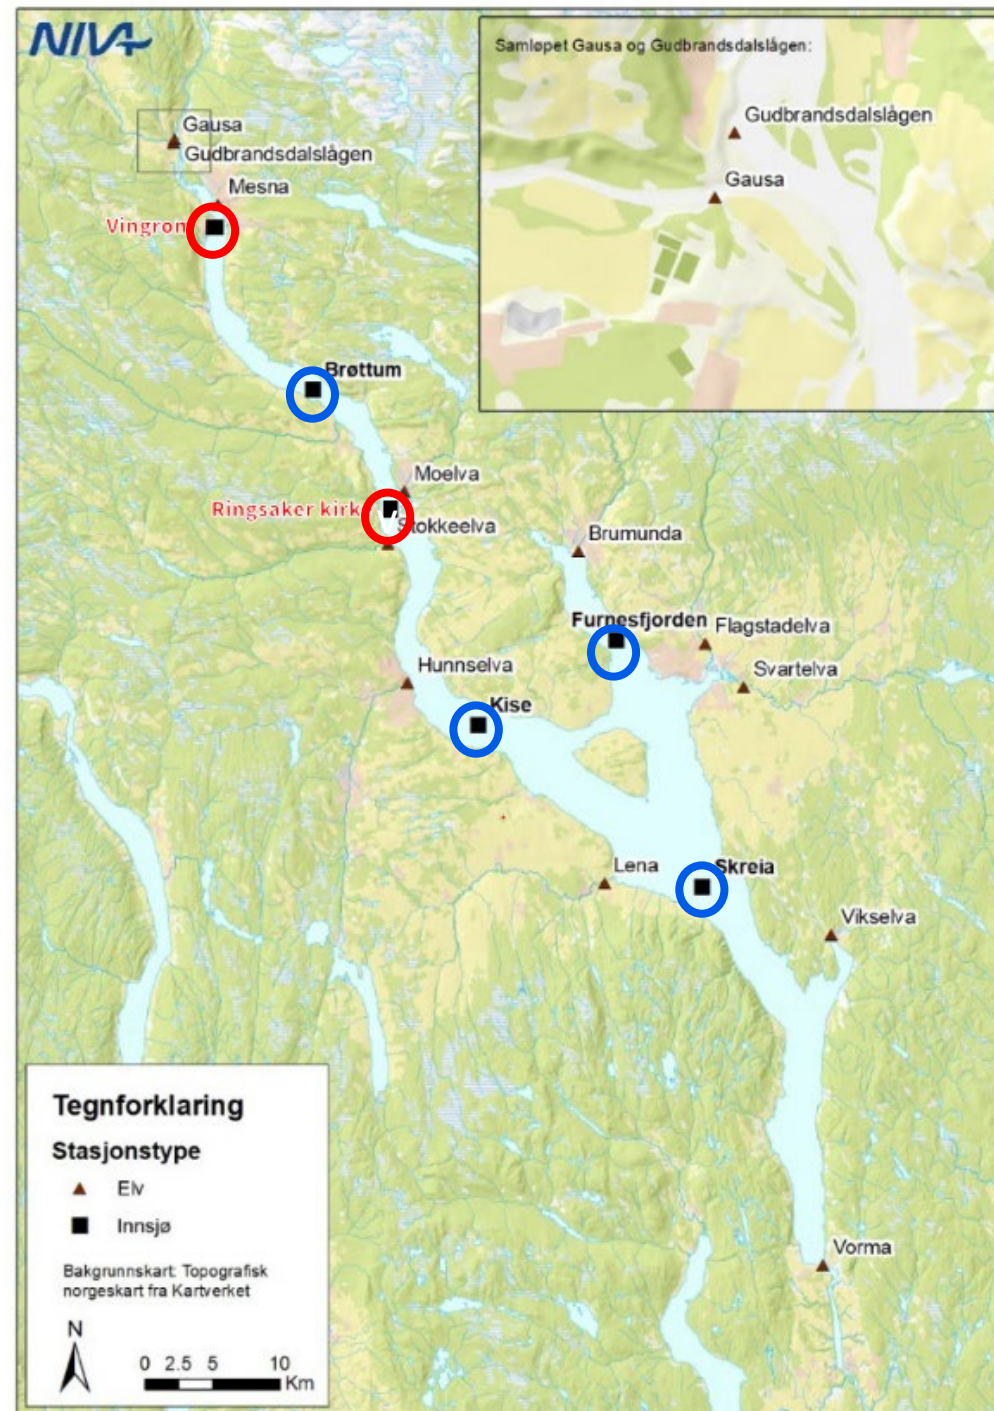 NIVA
Samløpet Gausa og Gudbrandsdalslågen:
Gudbrandsdalslågen
Gausa
Gausa
Gudbrandsdalslågen
Mesna
Vingrom
Brøttum
Moelva
Ringsaker kirk
Stokkeelva
Brumunda
Furnesfjorden
Flagstadelva
Svartelva
Hunnselva
Kise
Lena
Skreia
Vikselva
Vorma
Tegnforklaring
Stasjonstype
Elv
Innsjø
Bakgrunnskart: Topografisk
norgeskart fra Kartverket
N
0 2.5 5 10
Km